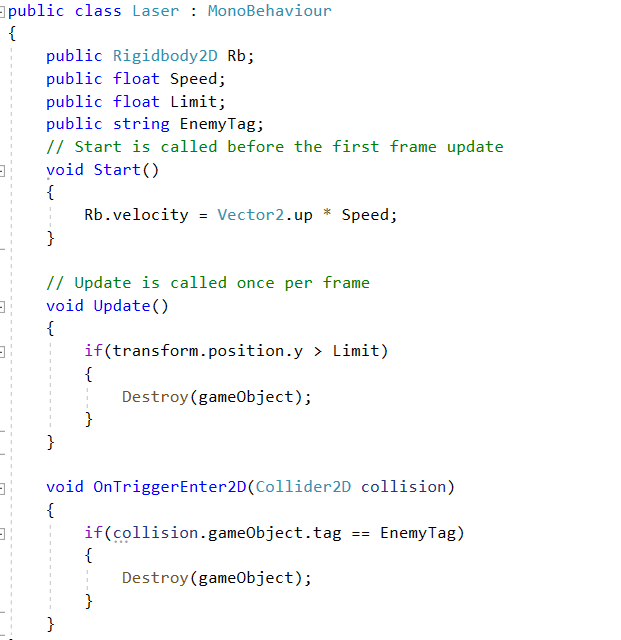 public class Laser : MonoBehaviour
{
    public Rigidbody2D Rb;
    public float Speed;
    public float Limit;
    public string EnemyTag;
    // Start is called before the first frame update
    void Start()
    {
        Rb.velocity = Vector2.up * Speed;
    }

    // Update is called once per frame
    void Update()
    {
        if(transform.position.y > Limit)
        {
            Destroy(gameObject);
        }
    }

    void OnTriggerEnter2D(Collider2D collision)
    {
        if(collision.gameObject.tag == EnemyTag)
        {
            Destroy(gameObject);
        }
    }